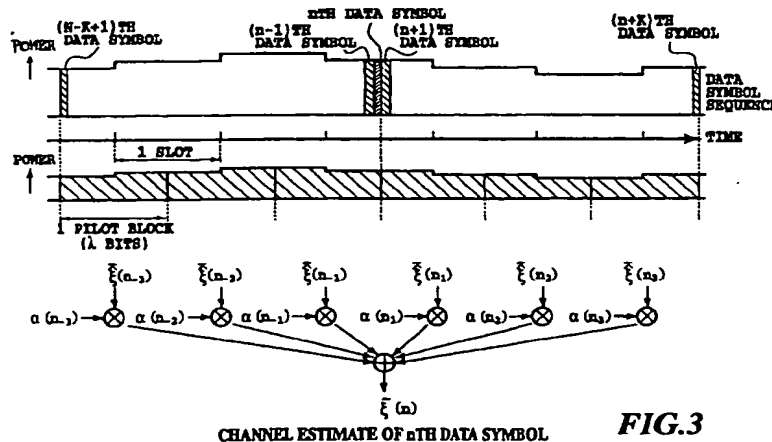 nTH DATA SYMBOL
(N-K+1)TH
DATA SYMBOL
(n-1)TH
DATA SYMBOL
(n+1)TH
DATA SYMBOL
(n+K)TH
DATA SYMBOL
POWER
DATA
SYMBOL
SEQUENCE
TIME
1 SLOT
POWER
1 PILOT BLOCK
(λ BITS)
ξ̂(n₋₃) ξ̂(n₋₃) ξ̂(n₋₁) ξ̂(n₁) ξ̂(n₂) ξ̂(n₃)
α(n₋₃) α(n₋₂) α(n₋₁) α(n₁) α(n₂) α(n₃)
ξ̃(n)
CHANNEL ESTIMATE OF nTH DATA SYMBOL
FIG.3